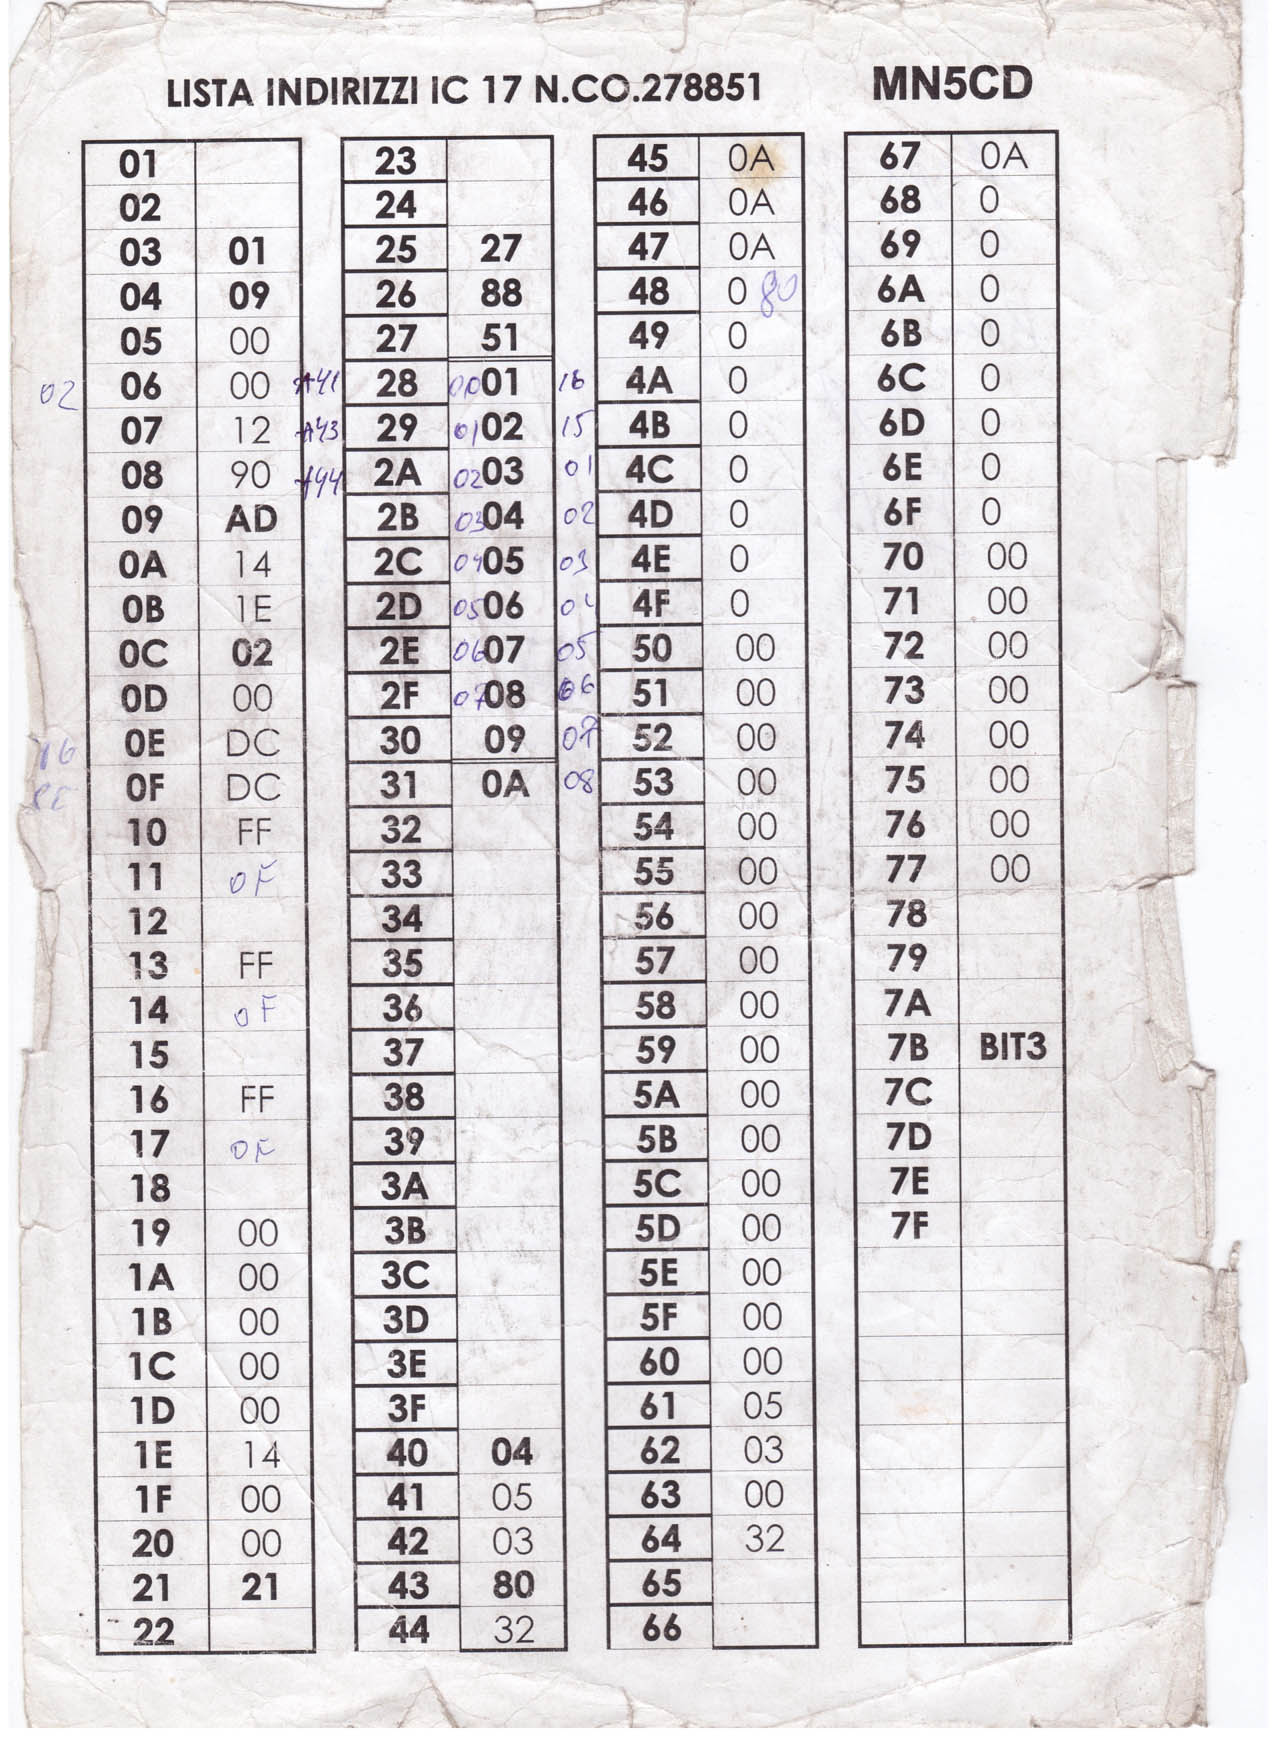 LISTA INDIRIZZI IC 17 N.CO.278851 MN5CD
01 23 45 0A 67 0A
02 24 46 0A 68 0
03 01 25 27 47 0A 69 0
04 09 26 88 48 0 80 6A 0
05 00 27 51 49 0 6B 0
02 06 00 A41 28 00 01 16 4A 0 6C 0
07 12 A43 29 01 02 15 4B 0 6D 0
08 90 A44 2A 02 03 01 4C 0 6E 0
09 AD 2B 03 04 02 4D 0 6F 0
0A 14 2C 04 05 03 4E 0 70 00
0B 1E 2D 05 06 04 4F 0 71 00
0C 02 2E 06 07 05 50 00 72 00
0D 00 2F 07 08 06 51 00 73 00
16 0E DC 30 09 07 52 00 74 00
0F DC 31 0A 08 53 00 75 00
10 FF 32 54 00 76 00
11 0F 33 55 00 77 00
12 34 56 00 78
13 FF 35 57 00 79
14 0F 36 58 00 7A
15 37 59 00 7B BIT3
16 FF 38 5A 00 7C
17 0F 39 5B 00 7D
18 3A 5C 00 7E
19 00 3B 5D 00 7F
1A 00 3C 5E 00
1B 00 3D 5F 00
1C 00 3E 60 00
1D 00 3F 61 05
1E 14 40 04 62 03
1F 00 41 05 63 00
20 00 42 03 64 32
21 21 43 80 65
22 44 32 66